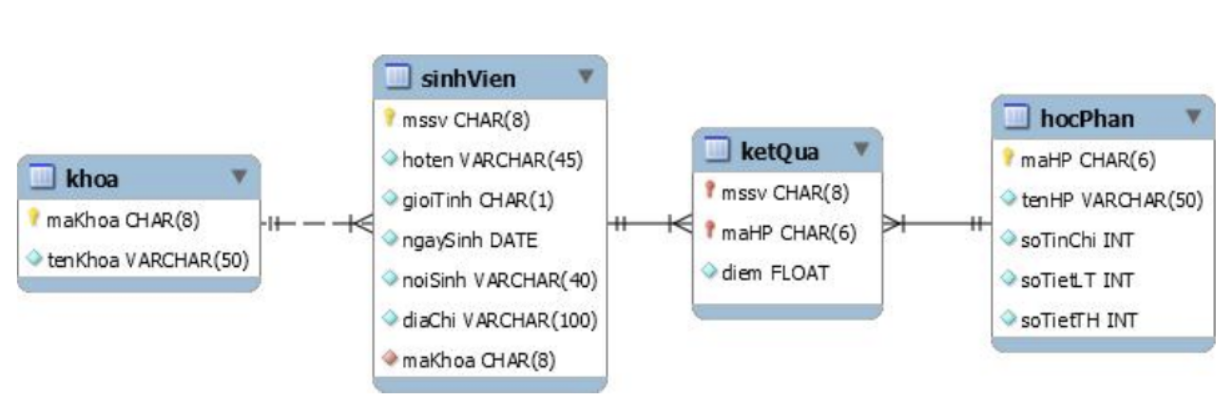 khoa
maKhoa CHAR(8)
tenKhoa VARCHAR(50)
sinhVien
mssv CHAR(8)
hoten VARCHAR(45)
gioiTinh CHAR(1)
ngaySinh DATE
noiSinh VARCHAR(40)
diaChi VARCHAR(100)
maKhoa CHAR(8)
ketQua
mssv CHAR(8)
maHP CHAR(6)
diem FLOAT
hocPhan
maHP CHAR(6)
tenHP VARCHAR(50)
soTinChi INT
soTietLT INT
soTietTH INT